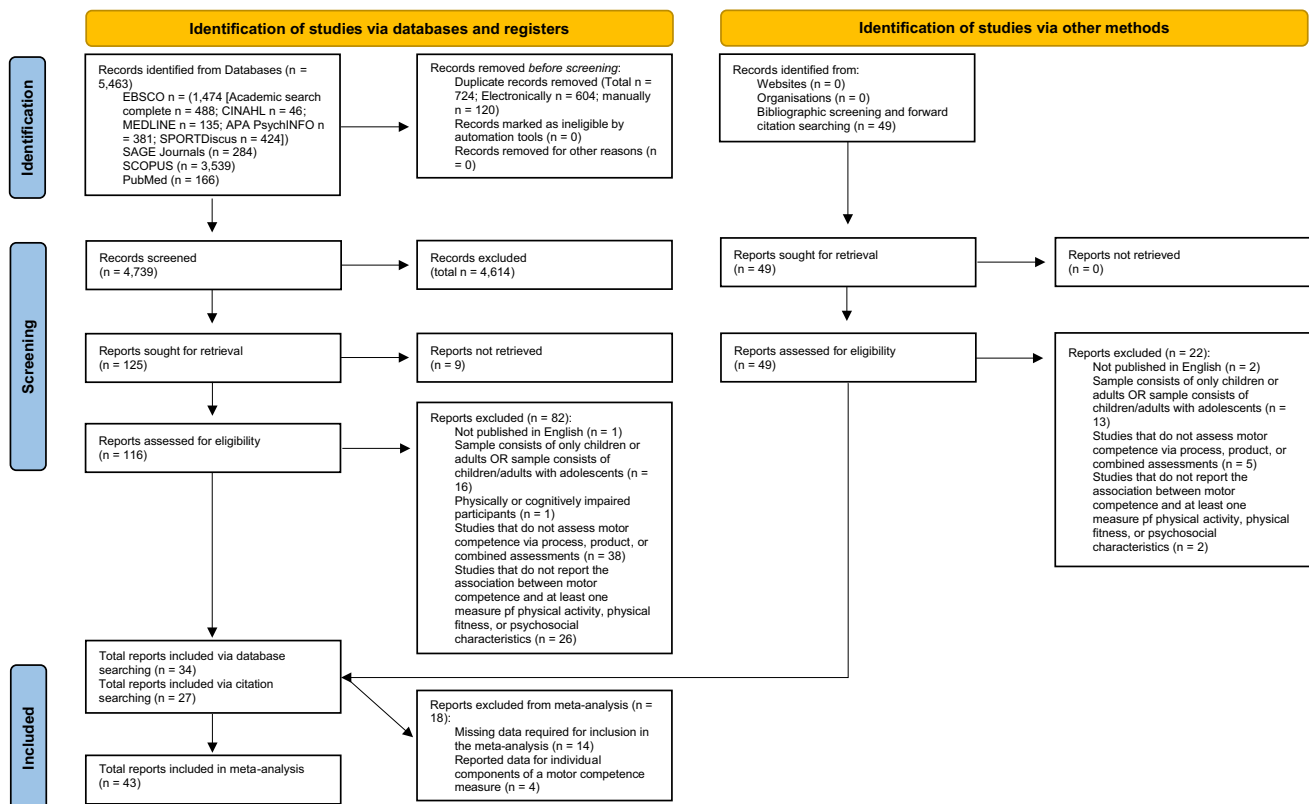 Identification of studies via databases and registers
Identification of studies via other methods
Identification
Records identified from Databases (n =
5,463)
EBSCO n = (1,474 [Academic search
complete n = 488; CINAHL n = 46;
MEDLINE n = 135; APA PsychINFO n
= 381; SPORTDiscus n = 424])
SAGE Journals (n = 284)
SCOPUS (n = 3,539)
PubMed (n = 166)
Records removed before screening:
Duplicate records removed (Total n =
724; Electronically n = 604; manually
n = 120)
Records marked as ineligible by
automation tools (n = 0)
Records removed for other reasons (n
= 0)
Records identified from:
Websites (n = 0)
Organisations (n = 0)
Bibliographic screening and forward
citation searching (n = 49)
Screening
Records screened
(n = 4,739)
Records excluded
(total n = 4,614)
Reports sought for retrieval
(n = 49)
Reports not retrieved
(n = 0)
Reports sought for retrieval
(n = 125)
Reports not retrieved
(n = 9)
Reports assessed for eligibility
(n = 49)
Reports excluded (n = 22):
Not published in English (n = 2)
Sample consists of only children or
adults OR sample consists of
children/adults with adolescents (n =
13)
Studies that do not assess motor
competence via process, product, or
combined assessments (n = 5)
Studies that do not report the
association between motor
competence and at least one
measure pf physical activity, physical
fitness, or psychosocial
characteristics (n = 2)
Reports assessed for eligibility
(n = 116)
Reports excluded (n = 82):
Not published in English (n = 1)
Sample consists of only children or
adults OR sample consists of
children/adults with adolescents (n =
16)
Physically or cognitively impaired
participants (n = 1)
Studies that do not assess motor
competence via process, product, or
combined assessments (n = 38)
Studies that do not report the
association between motor
competence and at least one
measure pf physical activity, physical
fitness, or psychosocial
characteristics (n = 26)
Included
Total reports included via database
searching (n = 34)
Total reports included via citation
searching (n = 27)
Reports excluded from meta-analysis (n =
18):
Missing data required for inclusion in
the meta-analysis (n = 14)
Reported data for individual
components of a motor competence
measure (n = 4)
Total reports included in meta-analysis
(n = 43)